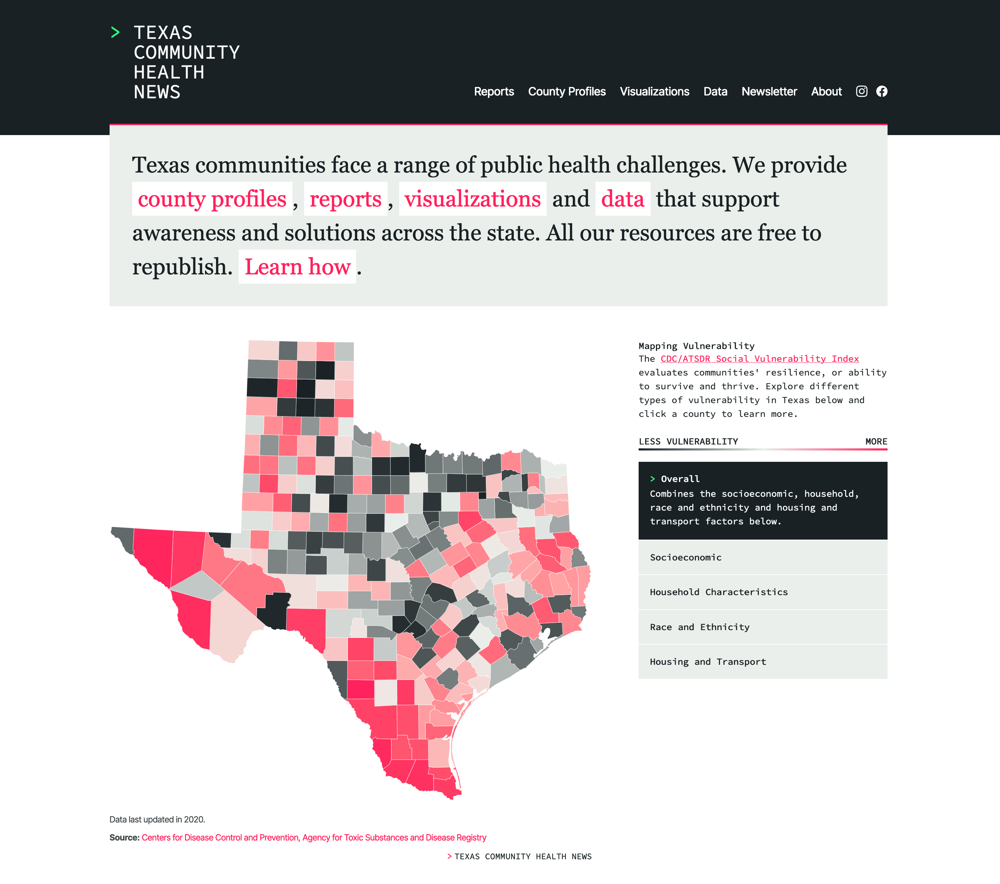 > TEXAS
COMMUNITY
HEALTH
NEWS
Reports County Profiles Visualizations Data Newsletter About
Texas communities face a range of public health challenges. We provide
county profiles, reports, visualizations and data that support
awareness and solutions across the state. All our resources are free to
republish. Learn how.
Mapping Vulnerability
The CDC/ATSDR Social Vulnerability Index
evaluates communities' resilience, or ability
to survive and thrive. Explore different
types of vulnerability in Texas below and
click a county to learn more.
LESS VULNERABILITY MORE
> Overall
Combines the socioeconomic, household,
race and ethnicity and housing and
transport factors below.
Socioeconomic
Household Characteristics
Race and Ethnicity
Housing and Transport
Data last updated in 2020.
Source: Centers for Disease Control and Prevention, Agency for Toxic Substances and Disease Registry
> TEXAS COMMUNITY HEALTH NEWS